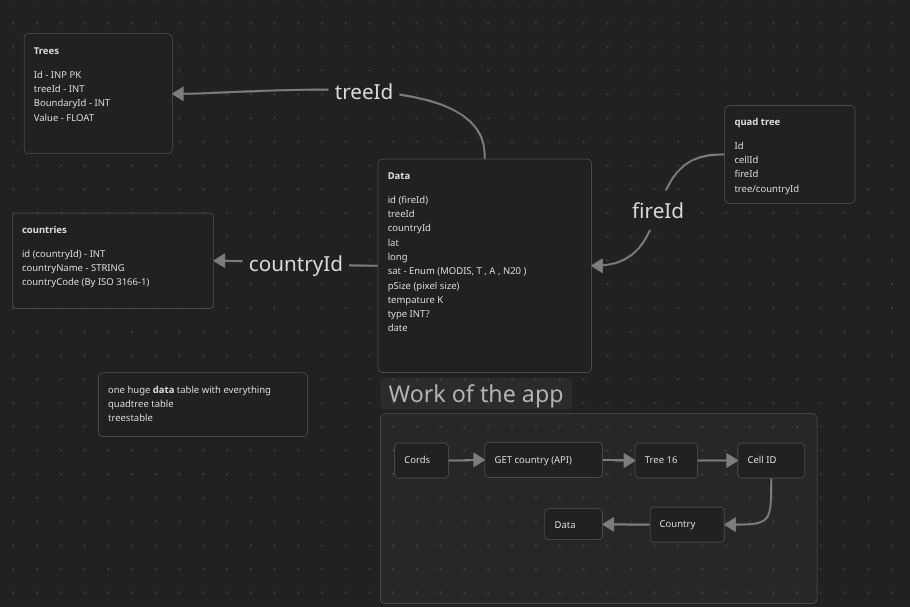 Trees
Id - INP PK
treeId - INT
BoundaryId - INT
Value - FLOAT
treeId
quad tree
Id
cellId
fireId
tree/countryId
Data
id (fireId)
treeId
countryId
lat
long
sat - Enum (MODIS, T , A , N20 )
pSize (pixel size)
tempature K
type INT?
date
fireId
countries
id (countryId) - INT
countryName - STRING
countryCode (By ISO 3166-1)
countryId
one huge data table with everything
quadtree table
treestable
Work of the app
Cords
GET country (API)
Tree 16
Cell ID
Data
Country